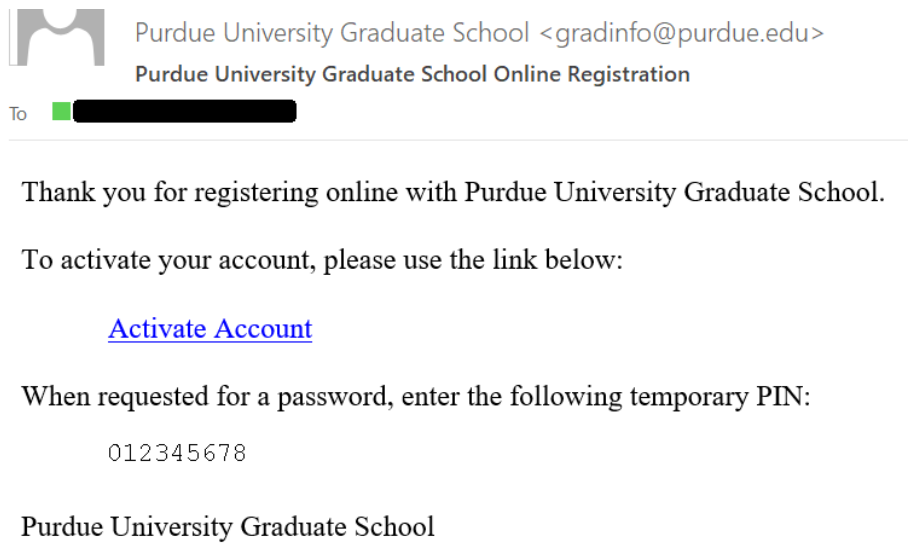 Purdue University Graduate School <gradinfo@purdue.edu>
Purdue University Graduate School Online Registration
To
Thank you for registering online with Purdue University Graduate School.
To activate your account, please use the link below:
Activate Account
When requested for a password, enter the following temporary PIN:
012345678
Purdue University Graduate School